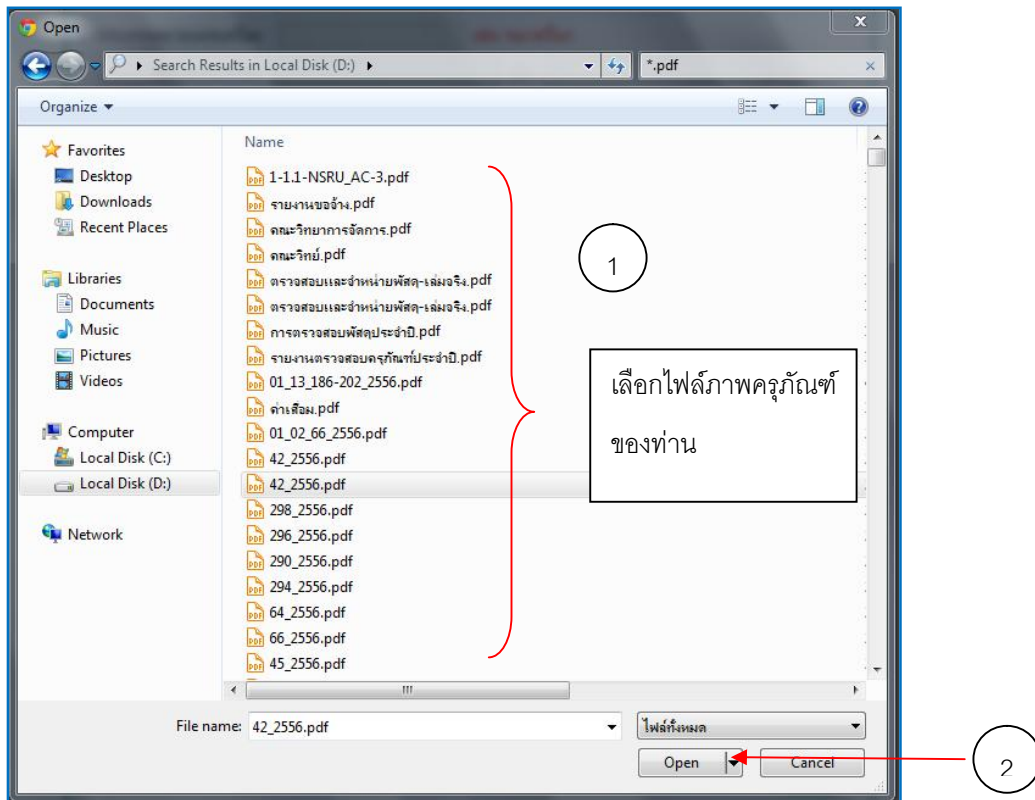 Open
Search Results in Local Disk (D:)
*.pdf
Organize
Favorites
Desktop
Downloads
Recent Places
Libraries
Documents
Music
Pictures
Videos
Computer
Local Disk (C:)
Local Disk (D:)
Network
Name
1-1.1-NSRU_AC-3.pdf
รายงานขอจ้าง.pdf
คณะวิทยาการจัดการ.pdf
คณะวิทย์.pdf
ตรวจสอบและจำหน่ายพัสดุ-เล่มจริง.pdf
ตรวจสอบและจำหน่ายพัสดุ-เล่มจริง.pdf
การตรวจสอบพัสดุประจำปี.pdf
รายงานตรวจสอบครุภัณฑ์ประจำปี.pdf
01_13_186-202_2556.pdf
ค่าเสื่อม.pdf
01_02_66_2556.pdf
42_2556.pdf
42_2556.pdf
298_2556.pdf
296_2556.pdf
290_2556.pdf
294_2556.pdf
64_2556.pdf
66_2556.pdf
45_2556.pdf
1
เลือกไฟล์ภาพครุภัณฑ์
ของท่าน
File name: 42_2556.pdf
ไฟล์ทั้งหมด
Open
Cancel
2